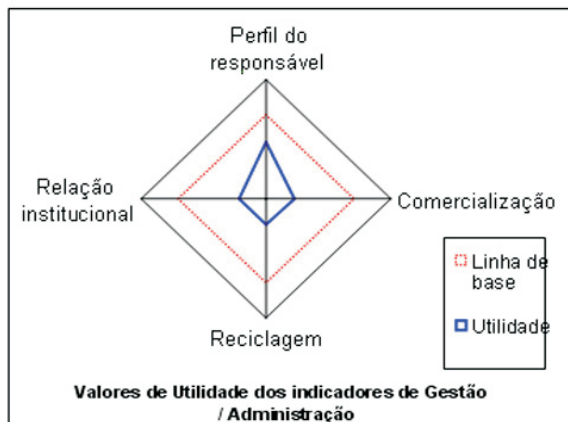 Perfil do
responsável
Relação
institucional
Comercialização
Linha de
base
Utilidade
Reciclagem
Valores de Utilidade dos indicadores de Gestão
/ Administração